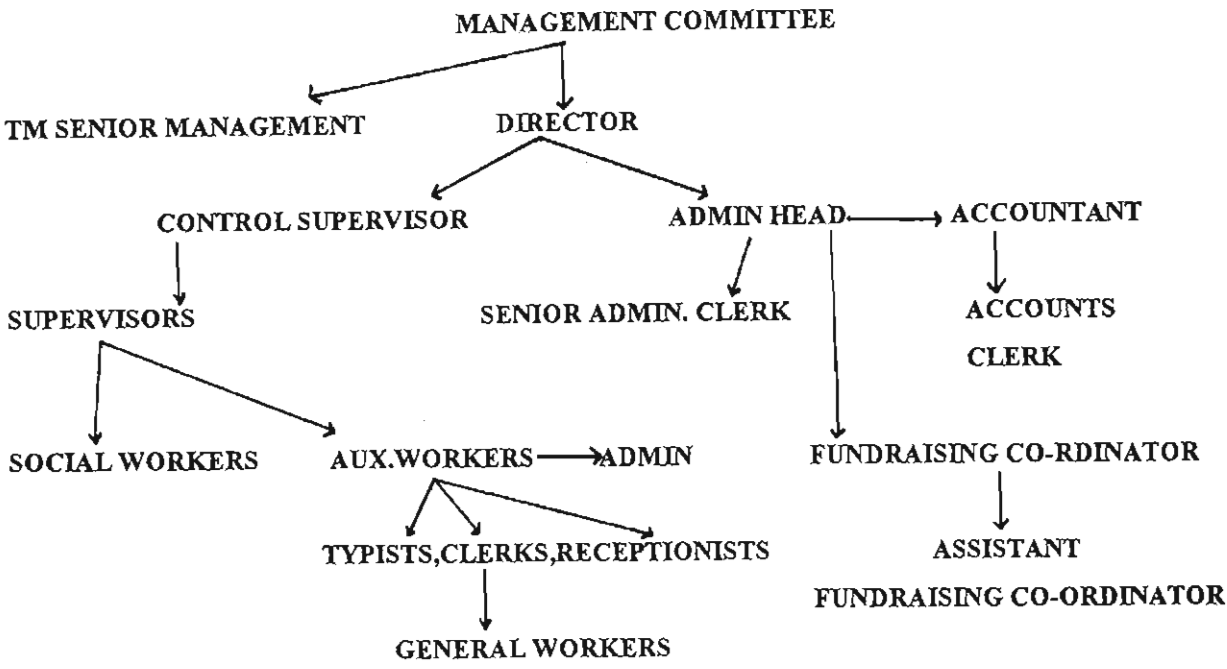 MANAGEMENT COMMITTEE
TM SENIOR MANAGEMENT
DIRECTOR
CONTROL SUPERVISOR
ADMIN HEAD
ACCOUNTANT
SUPERVISORS
SENIOR ADMIN. CLERK
ACCOUNTS
CLERK
SOCIAL WORKERS
AUX.WORKERS
ADMIN
FUNDRAISING CO-RDINATOR
TYPISTS,CLERKS,RECEPTIONISTS
ASSISTANT
FUNDRAISING CO-ORDINATOR
GENERAL WORKERS